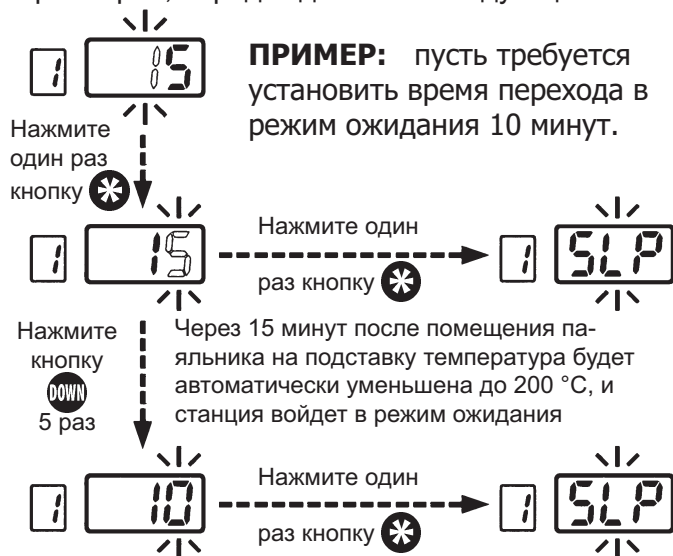 1 15
ПРИМЕР: пусть требуется
установить время перехода в
режим ожидания 10 минут.
Нажмите
один раз
кнопку
1 15
Нажмите один
раз кнопку
1 SLP
Нажмите
кнопку
DOWN
5 раз
Через 15 минут после помещения па-
яльника на подставку температура будет
автоматически уменьшена до 200 °C, и
станция войдет в режим ожидания
1 10
Нажмите один
раз кнопку
1 SLP